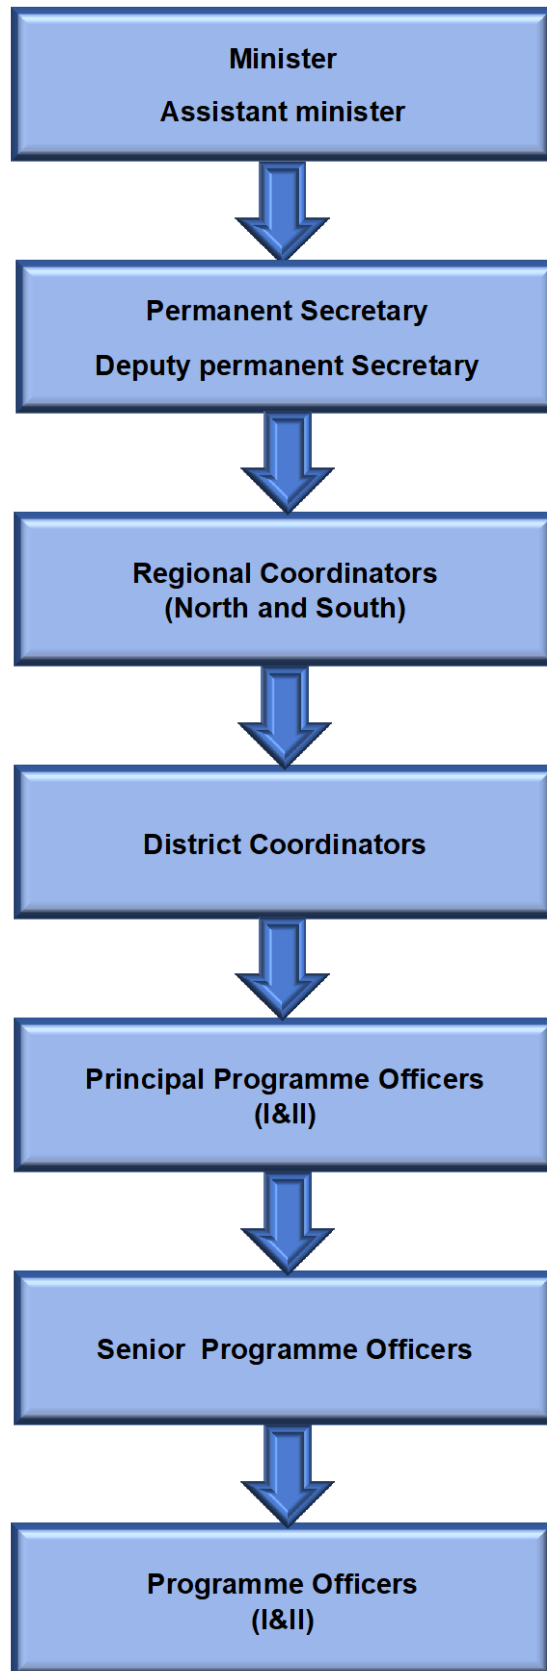 Minister
Assistant minister
Permanent Secretary
Deputy permanent Secretary
Regional Coordinators
(North and South)
District Coordinators
Principal Programme Officers
(I&II)
Senior  Programme Officers
Programme Officers
(I&II)